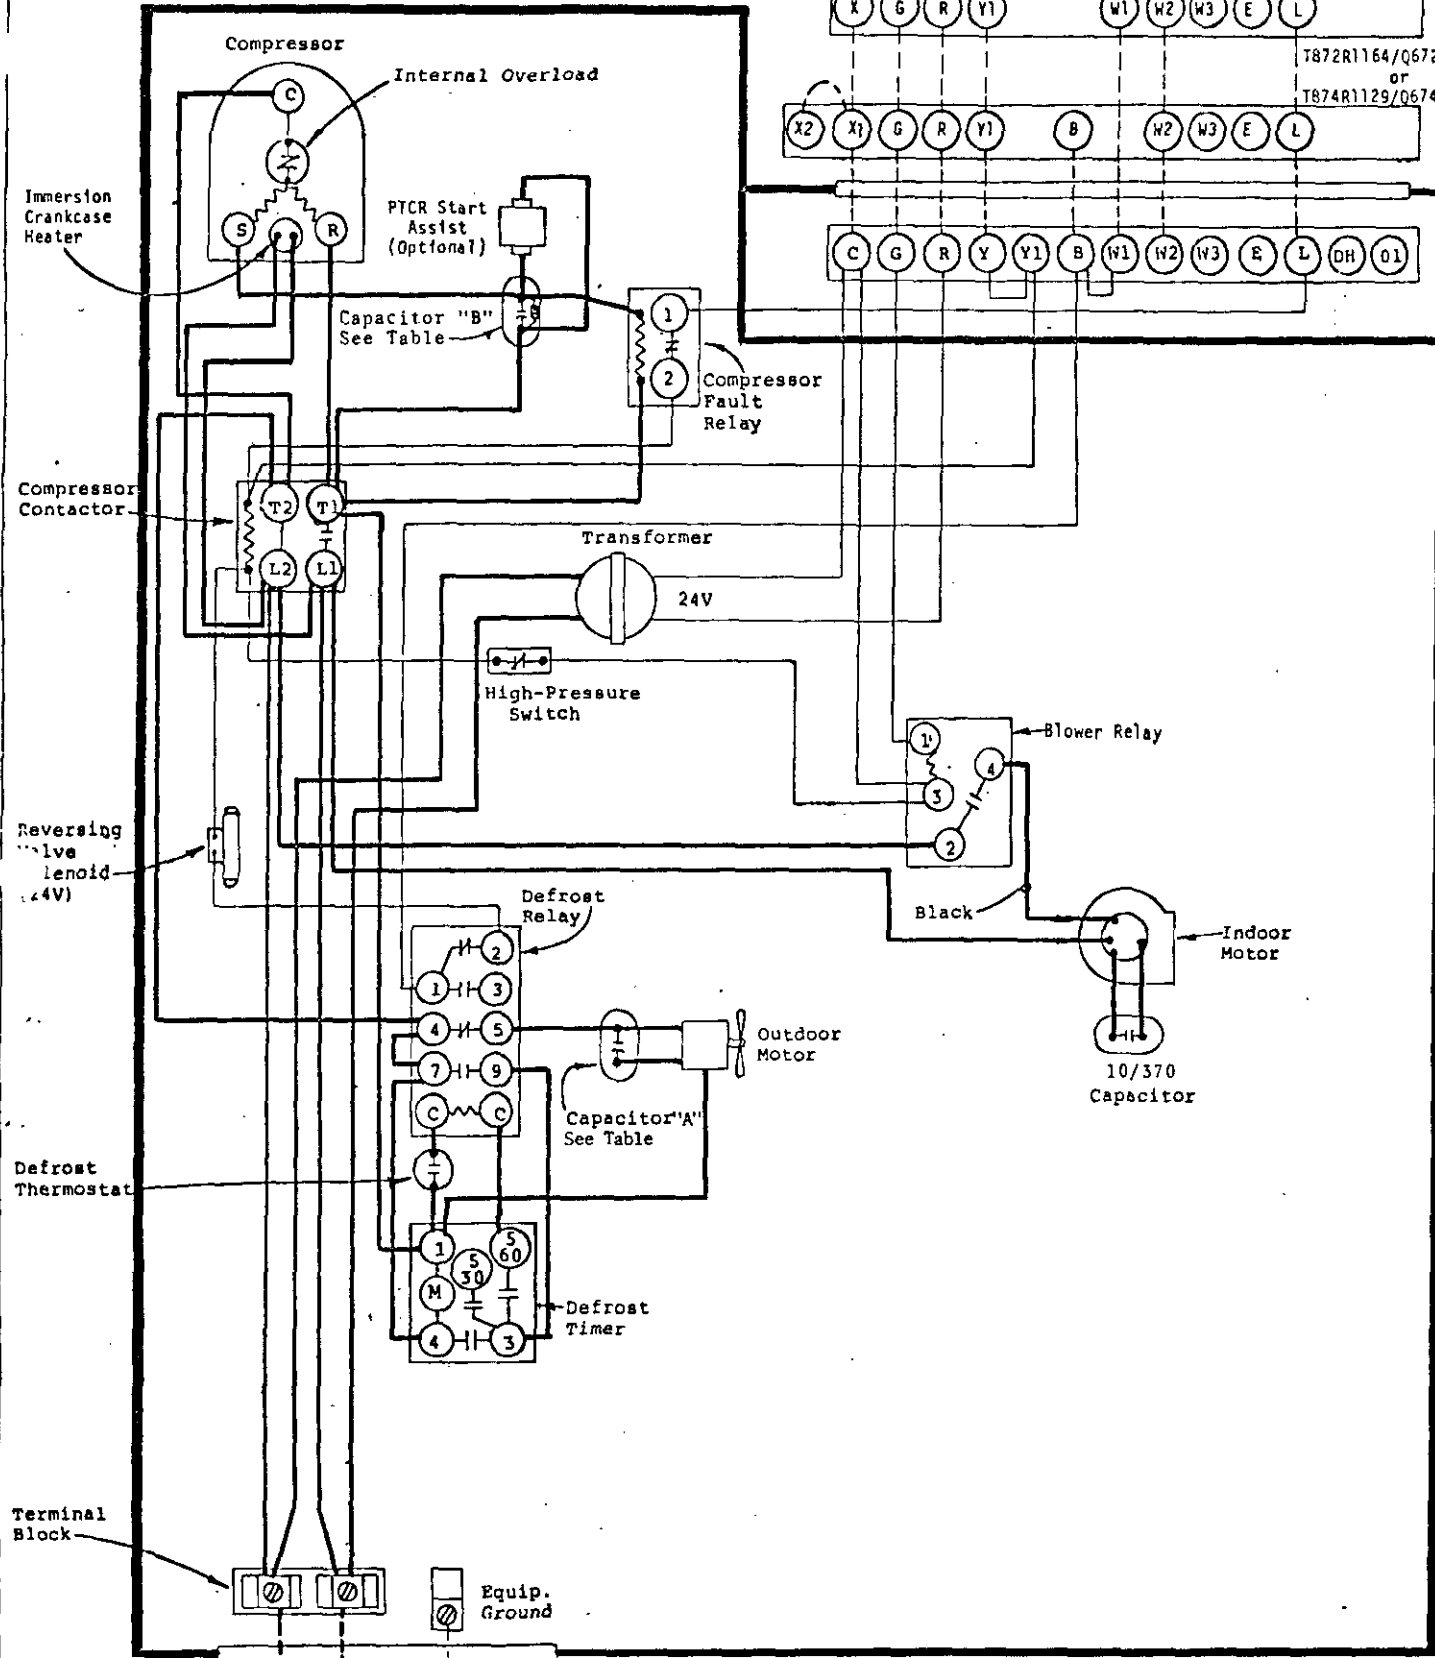 X G R Y1 W1 W2 W3 E L
T872R1164/Q672
or
T874R1129/Q674
X2 X1 G R Y1 B W2 W3 E L
C G R Y Y1 B W1 W2 W3 E L DH O1
Compressor
Internal Overload
C
S R
Immersion
Crankcase
Heater
PTCR Start
Assist
(Optional)
Capacitor "B"
See Table
1
2
Compressor
Fault
Relay
Compressor
Contactor
T2 T1
L2 L1
Transformer
24V
High-Pressure
Switch
Blower Relay
1
4
3
2
Reversing
lve
lenoid
24V)
Defrost
Relay
2
1 3
4 5
7 9
C C
Black
Indoor
Motor
10/370
Capacitor
Outdoor
Motor
Capacitor"A"
See Table
Defrost
Thermostat
1
S
30
S
60
M
4 3
Defrost
Timer
Terminal
Block
Equip.
Ground